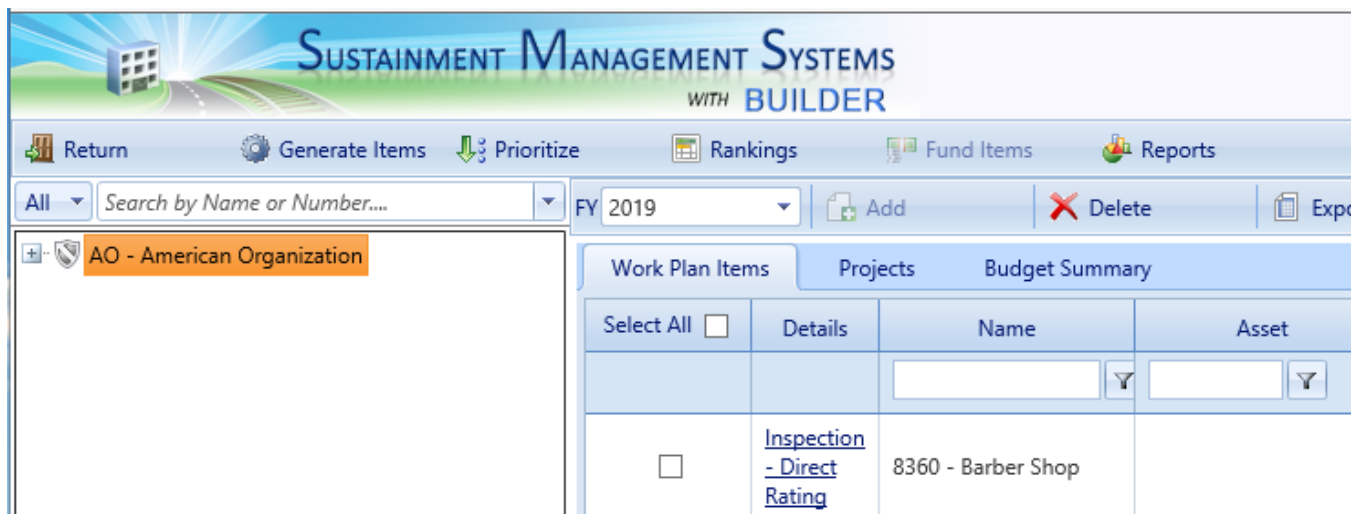 SUSTAINMENT MANAGEMENT SYSTEMS
WITH BUILDER
Return Generate Items Prioritize Rankings Fund Items Reports
All Search by Name or Number.... FY 2019 Add Delete Expo
AO - American Organization
Work Plan Items Projects Budget Summary
Select All Details Name Asset
Inspection
- Direct
Rating
8360 - Barber Shop